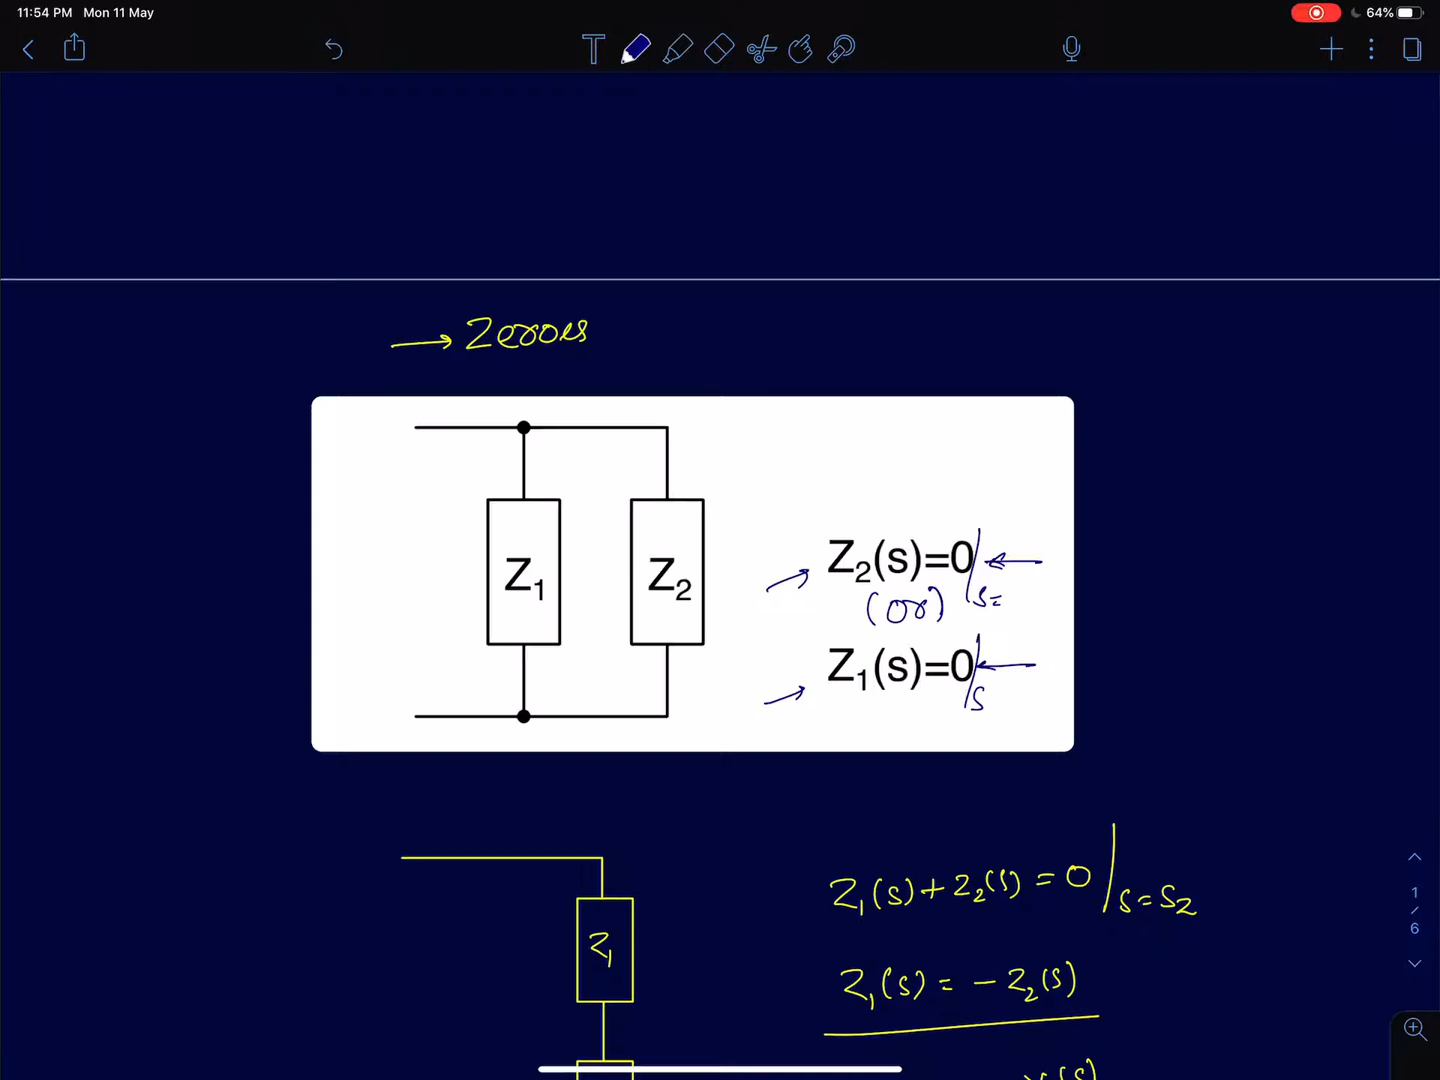 11:54 PM Mon 11 May
64%
→ Zeroes
Z₁
Z₂
Z₂(s)=0|s=
(or)
Z₁(s)=0|s
Z₁(s)+Z₂(s) = 0|s=s₂
Z₁
Z₁(s) = −Z₂(s)
1
/
6